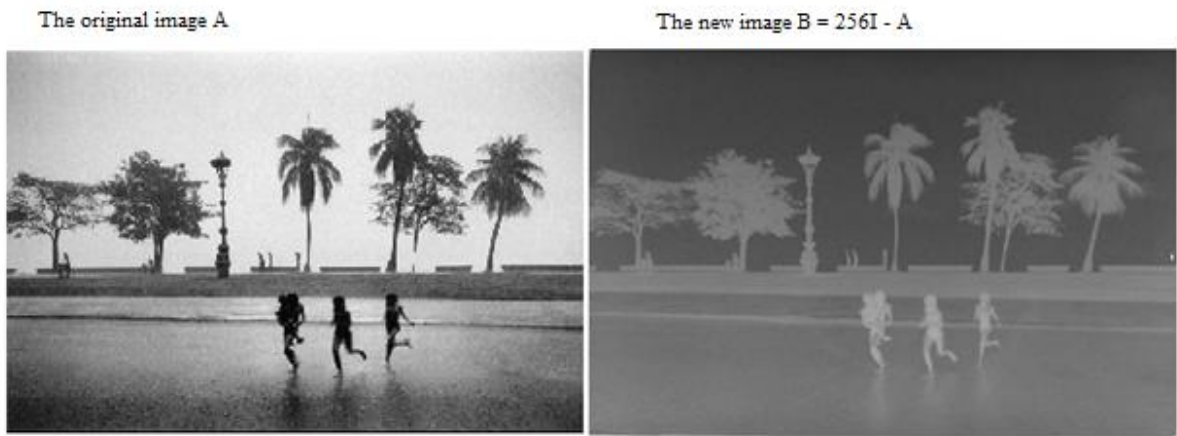 The original image A
The new image B = 256I - A